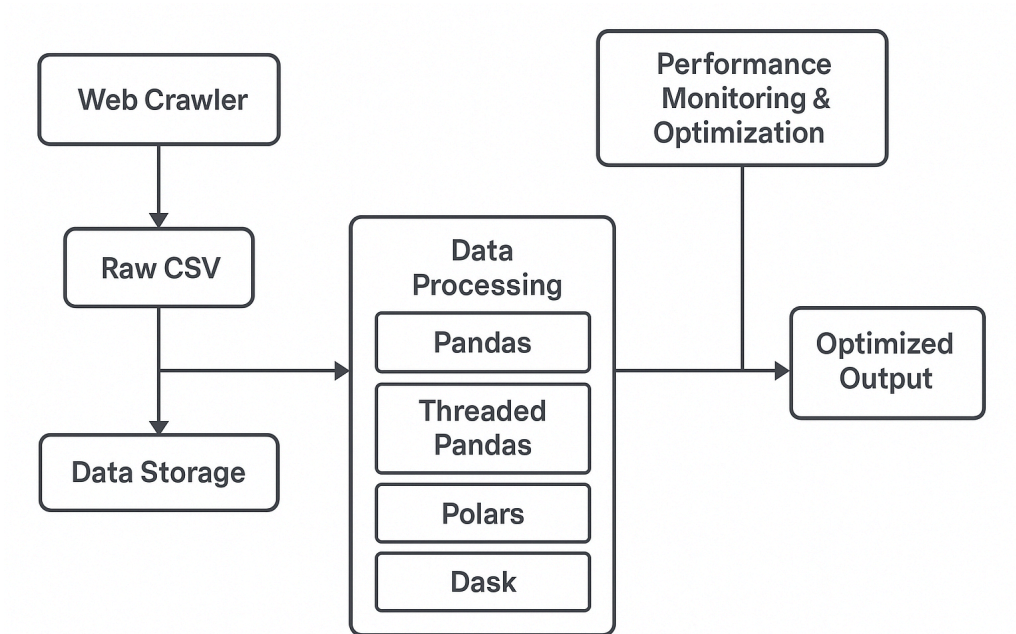 Web Crawler
Raw CSV
Data Storage
Data
Processing
Pandas
Threaded
Pandas
Polars
Dask
Performance
Monitoring &
Optimization
Optimized
Output